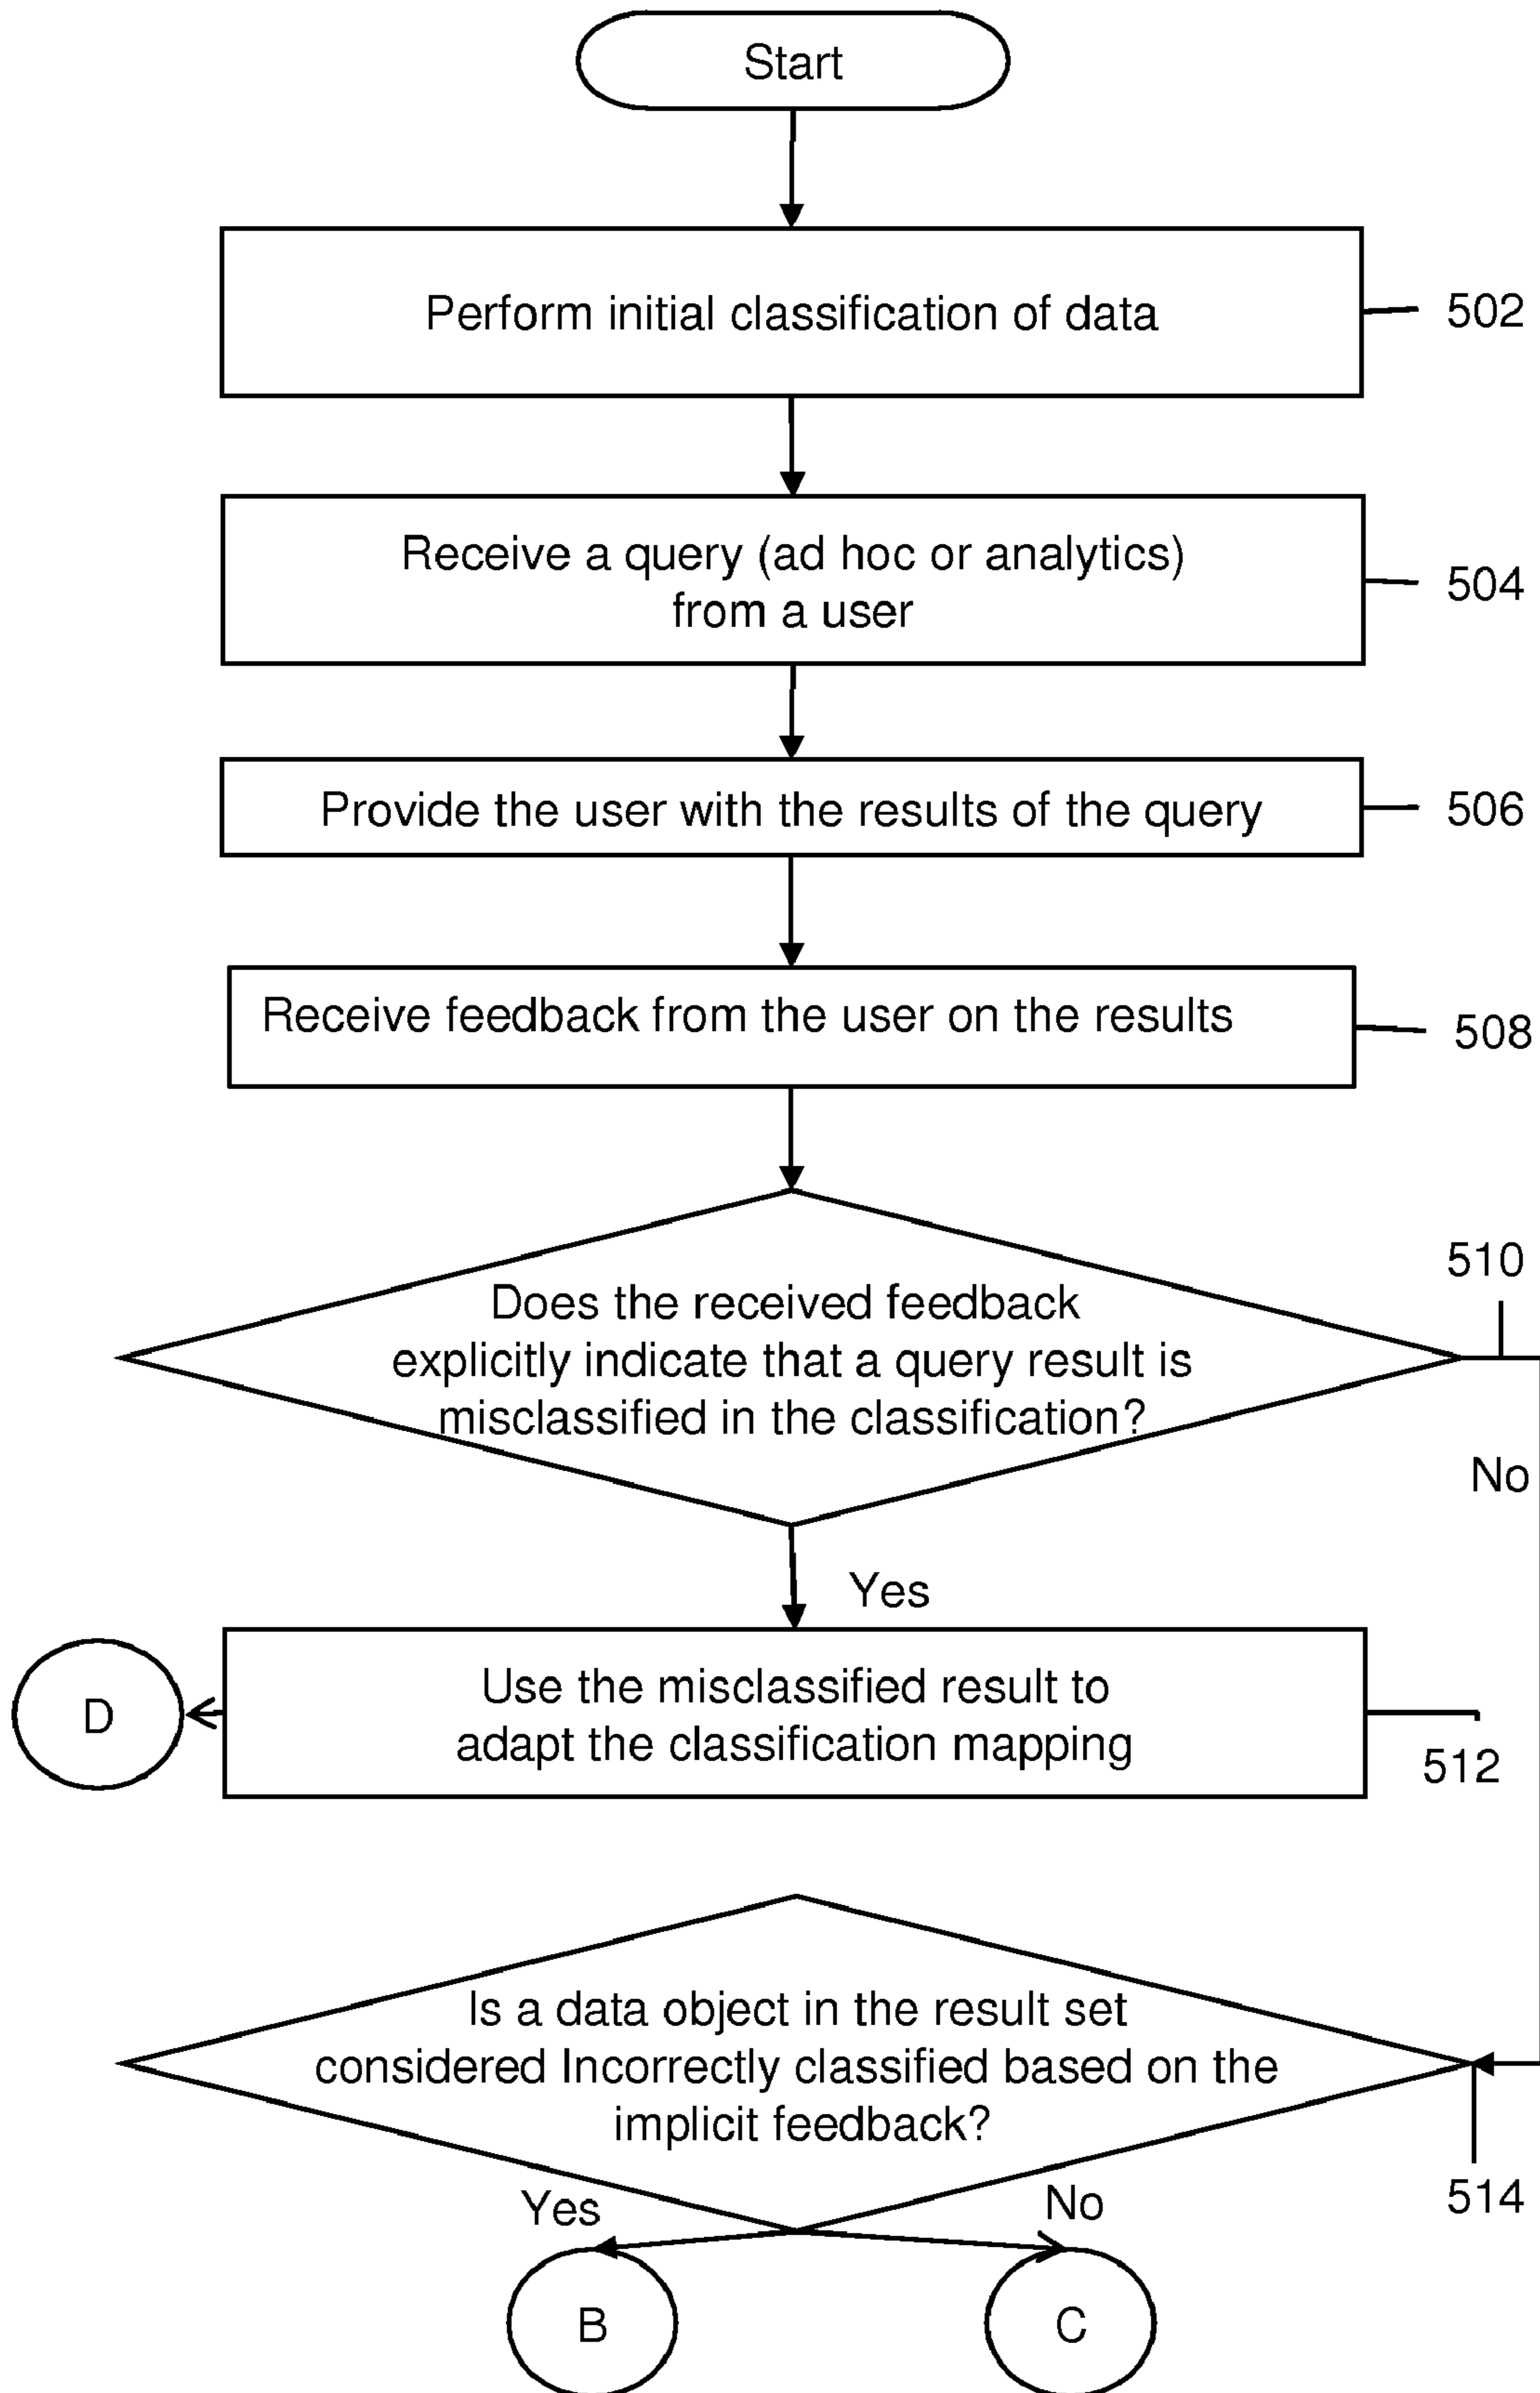 Start
Perform initial classification of data
502
Receive a query (ad hoc or analytics)
from a user
504
Provide the user with the results of the query
506
Receive feedback from the user on the results
508
510
Does the received feedback
explicitly indicate that a query result is
misclassified in the classification?
No
Yes
Use the misclassified result to
adapt the classification mapping
D
512
Is a data object in the result set
considered Incorrectly classified based on the
implicit feedback?
514
Yes
No
B
C